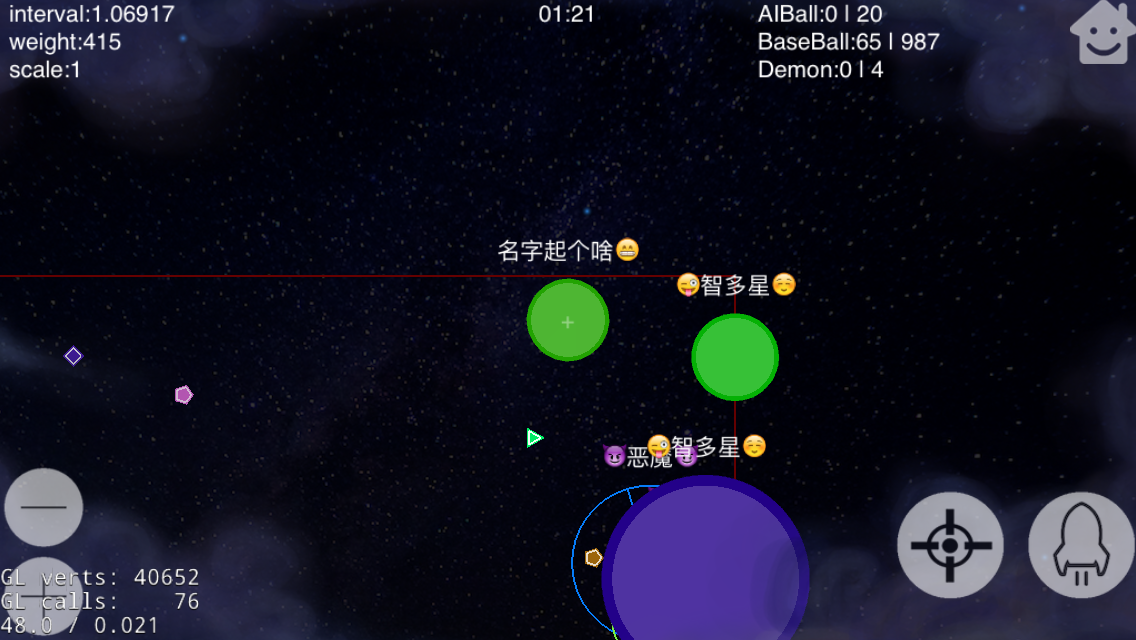 interval:1.06917
weight:415
scale:1
01:21
AIBall:0 | 20
BaseBall:65 | 987
Demon:0 | 4
名字起个啥😁
😜智多星☺️
😜智多星☺️
😈恶魔😈
GL verts: 40652
GL calls: 76
48.0 / 0.021